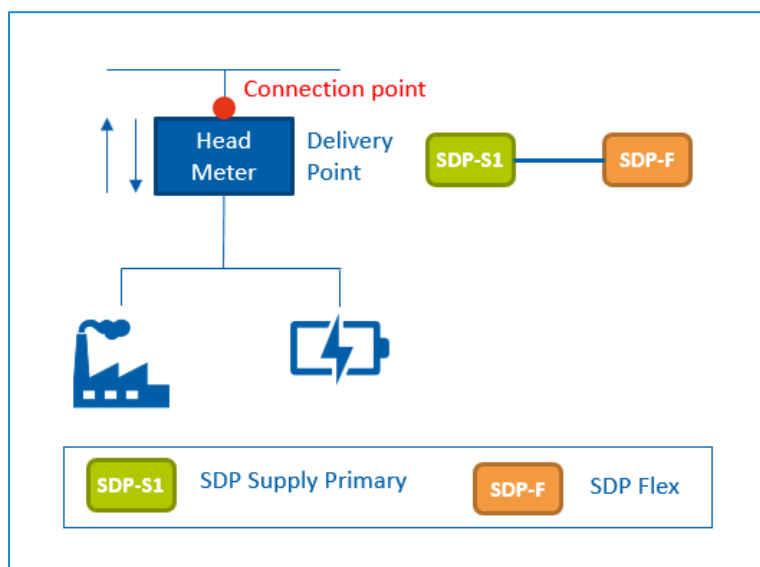 Connection point
Head
Meter
Delivery
Point
SDP-S1
SDP-F
SDP-S1
SDP Supply Primary
SDP-F
SDP Flex